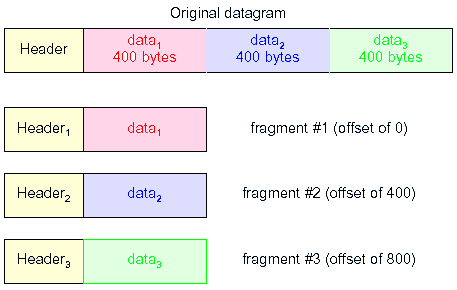 Original datagram
Header data₁ data₂ data₃
400 bytes 400 bytes 400 bytes
Header₁ data₁ fragment #1 (offset of 0)
Header₂ data₂ fragment #2 (offset of 400)
Header₃ data₃ fragment #3 (offset of 800)